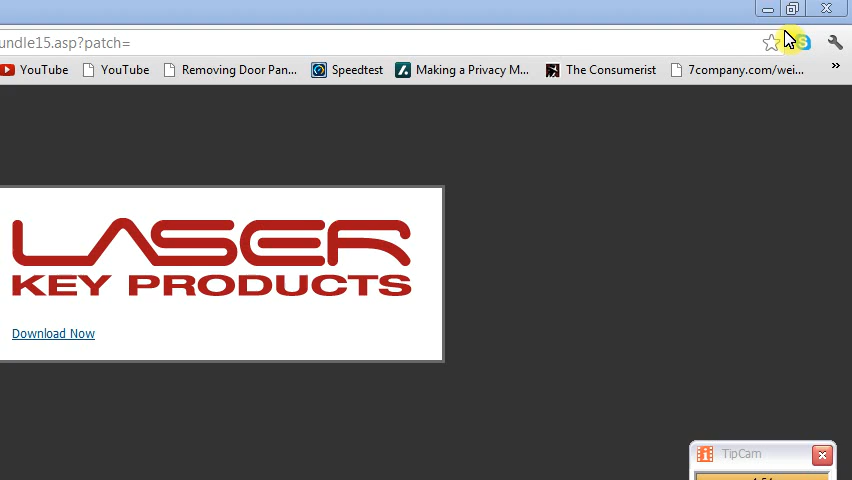 undle15.asp?patch=
YouTube YouTube Removing Door Pan... Speedtest Making a Privacy M... The Consumerist 7company.com/wei... »
LASER
KEY PRODUCTS
Download Now
TipCam